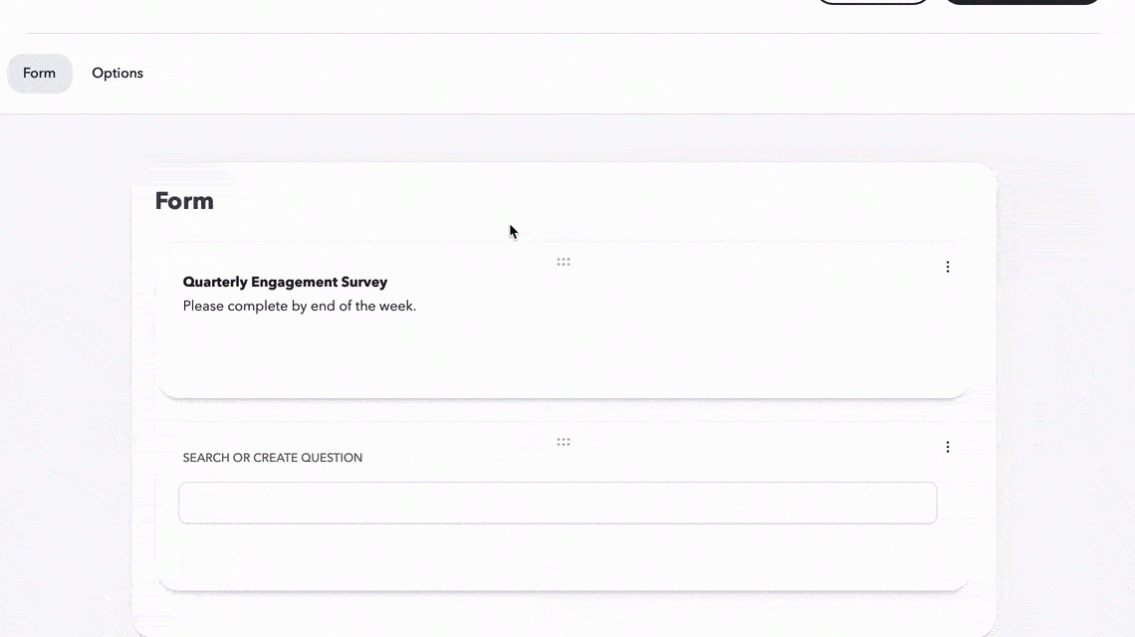 Form
Options
Form
Quarterly Engagement Survey
Please complete by end of the week.
SEARCH OR CREATE QUESTION